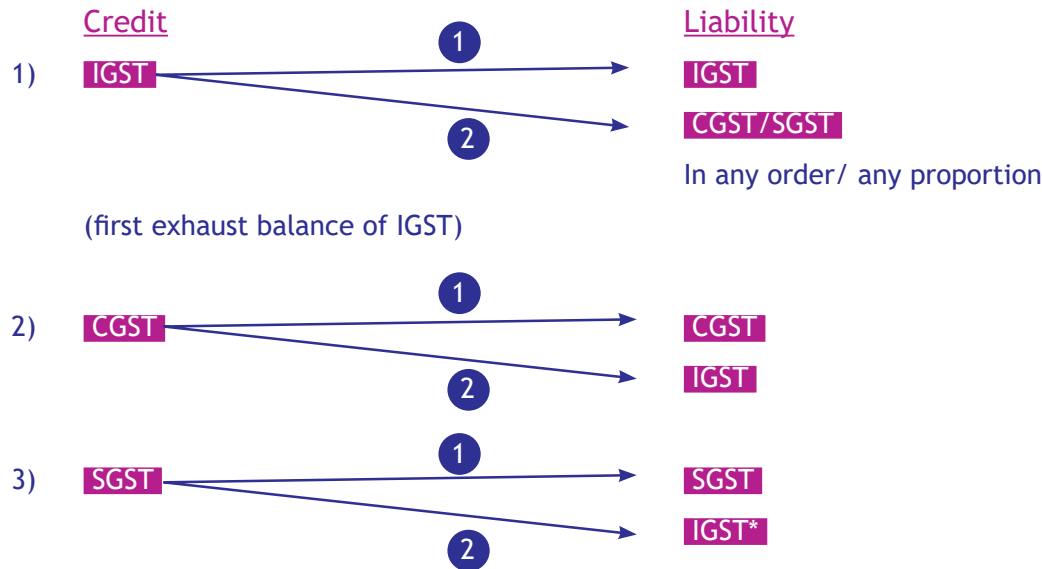 Credit Liability
1
1) IGST IGST
2 CGST/SGST
In any order/ any proportion
(first exhaust balance of IGST)
1
2) CGST CGST
2 IGST
1
3) SGST SGST
2 IGST*